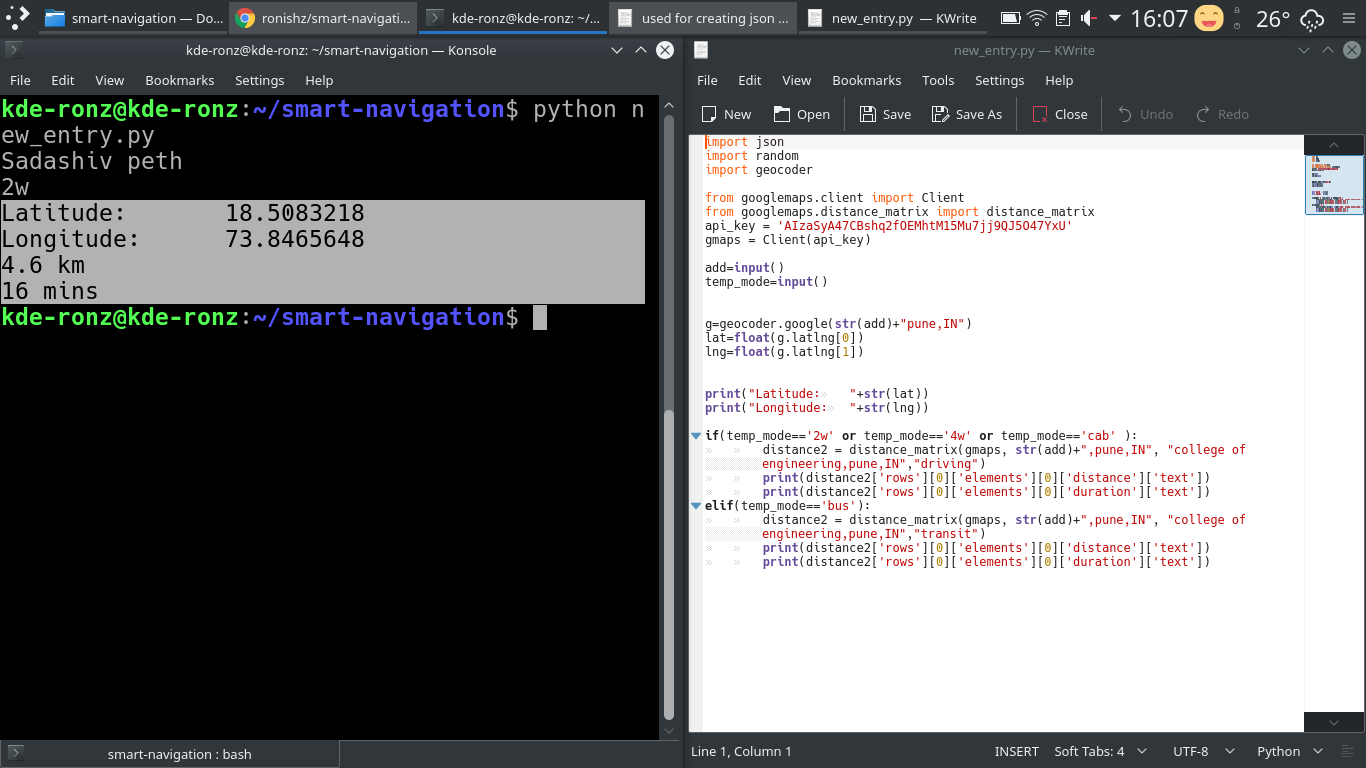 smart-navigation — Do...
ronishz/smart-navigati...
kde-ronz@kde-ronz: ~/...
used for creating json ...
new_entry.py — KWrite
16:07
26°
kde-ronz@kde-ronz: ~/smart-navigation — Konsole
File Edit View Bookmarks Settings Help
kde-ronz@kde-ronz:~/smart-navigation$ python n
ew_entry.py
Sadashiv peth
2w
Latitude: 18.5083218
Longitude: 73.8465648
4.6 km
16 mins
kde-ronz@kde-ronz:~/smart-navigation$
smart-navigation : bash
new_entry.py — KWrite
File Edit View Bookmarks Tools Settings Help
New Open Save Save As Close Undo Redo
import json
import random
import geocoder
from googlemaps.client import Client
from googlemaps.distance_matrix import distance_matrix
api_key = 'AIzaSyA47CBshq2fOEMhtM15Mu7jj9QJ5O47YxU'
gmaps = Client(api_key)
add=input()
temp_mode=input()
g=geocoder.google(str(add)+"pune,IN")
lat=float(g.latlng[0])
lng=float(g.latlng[1])
print("Latitude:» "+str(lat))
print("Longitude:» "+str(lng))
if(temp_mode=='2w' or temp_mode=='4w' or temp_mode=='cab' ):
» » distance2 = distance_matrix(gmaps, str(add)+",pune,IN", "college of
engineering,pune,IN","driving")
» » print(distance2['rows'][0]['elements'][0]['distance']['text'])
» » print(distance2['rows'][0]['elements'][0]['duration']['text'])
elif(temp_mode=='bus'):
» » distance2 = distance_matrix(gmaps, str(add)+",pune,IN", "college of
engineering,pune,IN","transit")
» » print(distance2['rows'][0]['elements'][0]['distance']['text'])
» » print(distance2['rows'][0]['elements'][0]['duration']['text'])
Line 1, Column 1
INSERT Soft Tabs: 4 UTF-8 Python